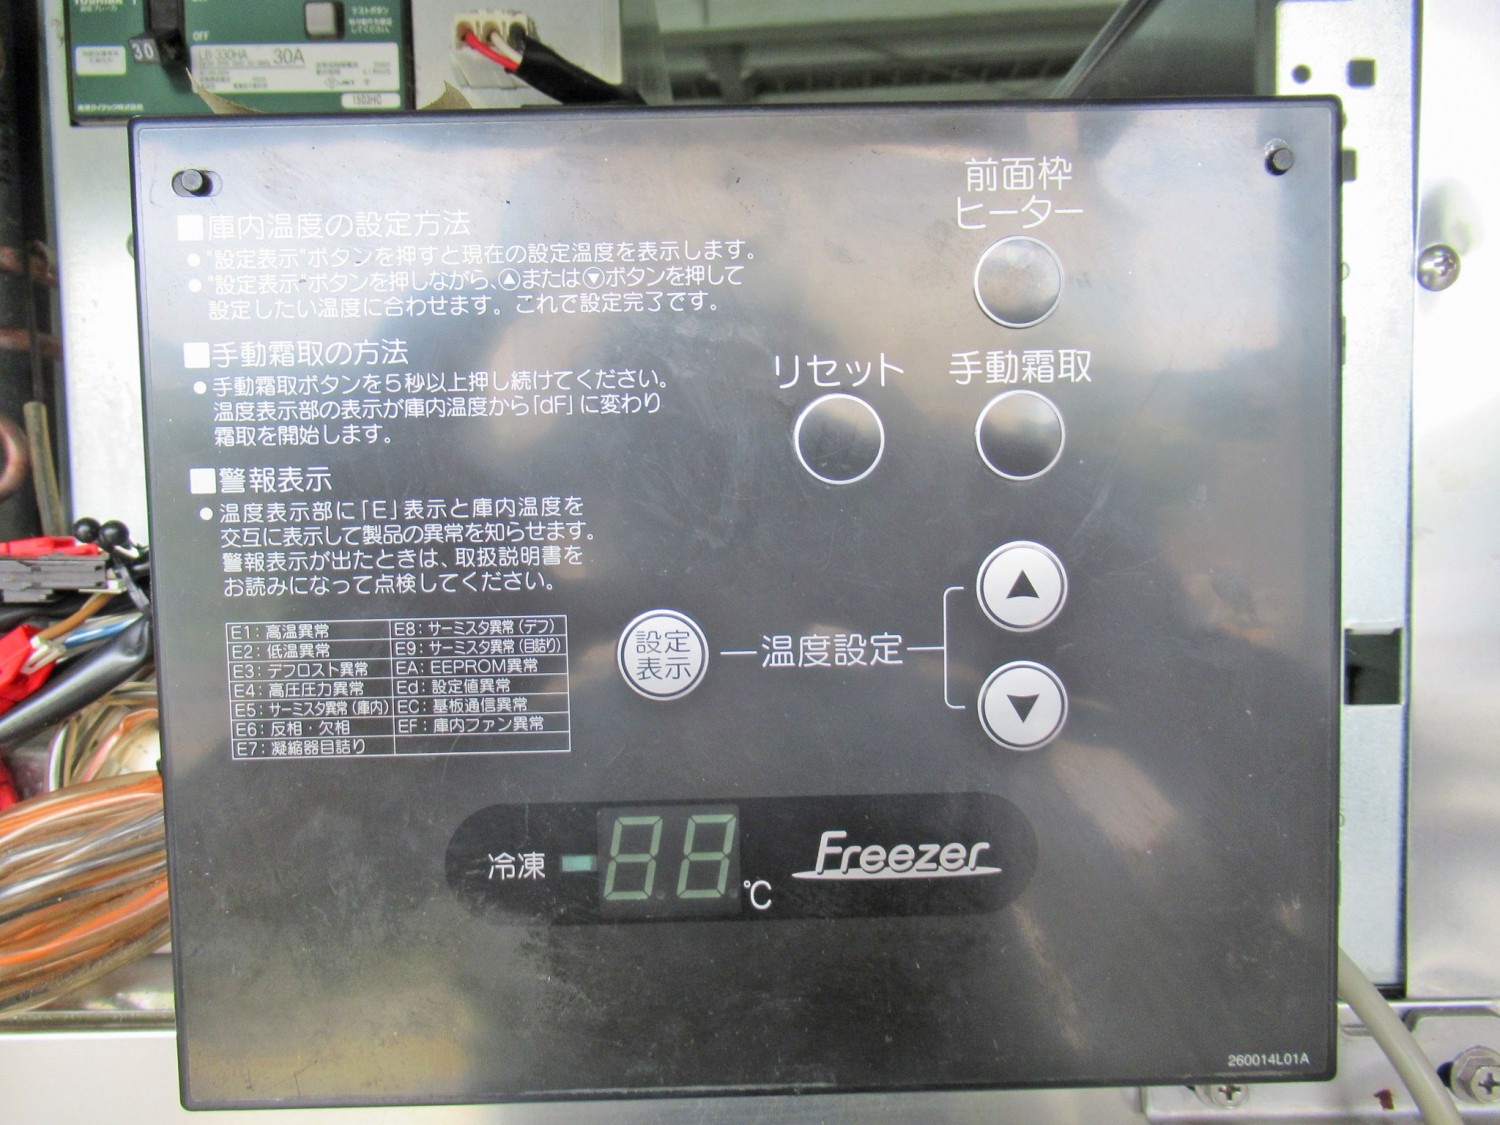 30
OFF
LB-330HA 30A
テストボタン
1503HG
前面枠
ヒーター
■庫内温度の設定方法
●"設定表示"ボタンを押すと現在の設定温度を表示します。
●"設定表示"ボタンを押しながら、▲または▼ボタンを押して
設定したい温度に合わせます。これで設定完了です。
■手動霜取の方法
●手動霜取ボタンを5秒以上押し続けてください。
温度表示部の表示が庫内温度から「dF」に変わり
霜取を開始します。
リセット 手動霜取
■警報表示
●温度表示部に「E」表示と庫内温度を
交互に表示して製品の異常を知らせます。
警報表示が出たときは、取扱説明書を
お読みになって点検してください。
E1:高温異常 E8:サーミスタ異常(デフ)
E2:低温異常 E9:サーミスタ異常(目詰り)
E3:デフロスト異常 EA:EEPROM異常
E4:高圧圧力異常 Ed:設定値異常
E5:サーミスタ異常(庫内) EC:基板通信異常
E6:反相・欠相 EF:庫内ファン異常
E7:凝縮器目詰り
設定
表示
温度設定
▲
▼
冷凍 88 ℃ Freezer
260014L01A